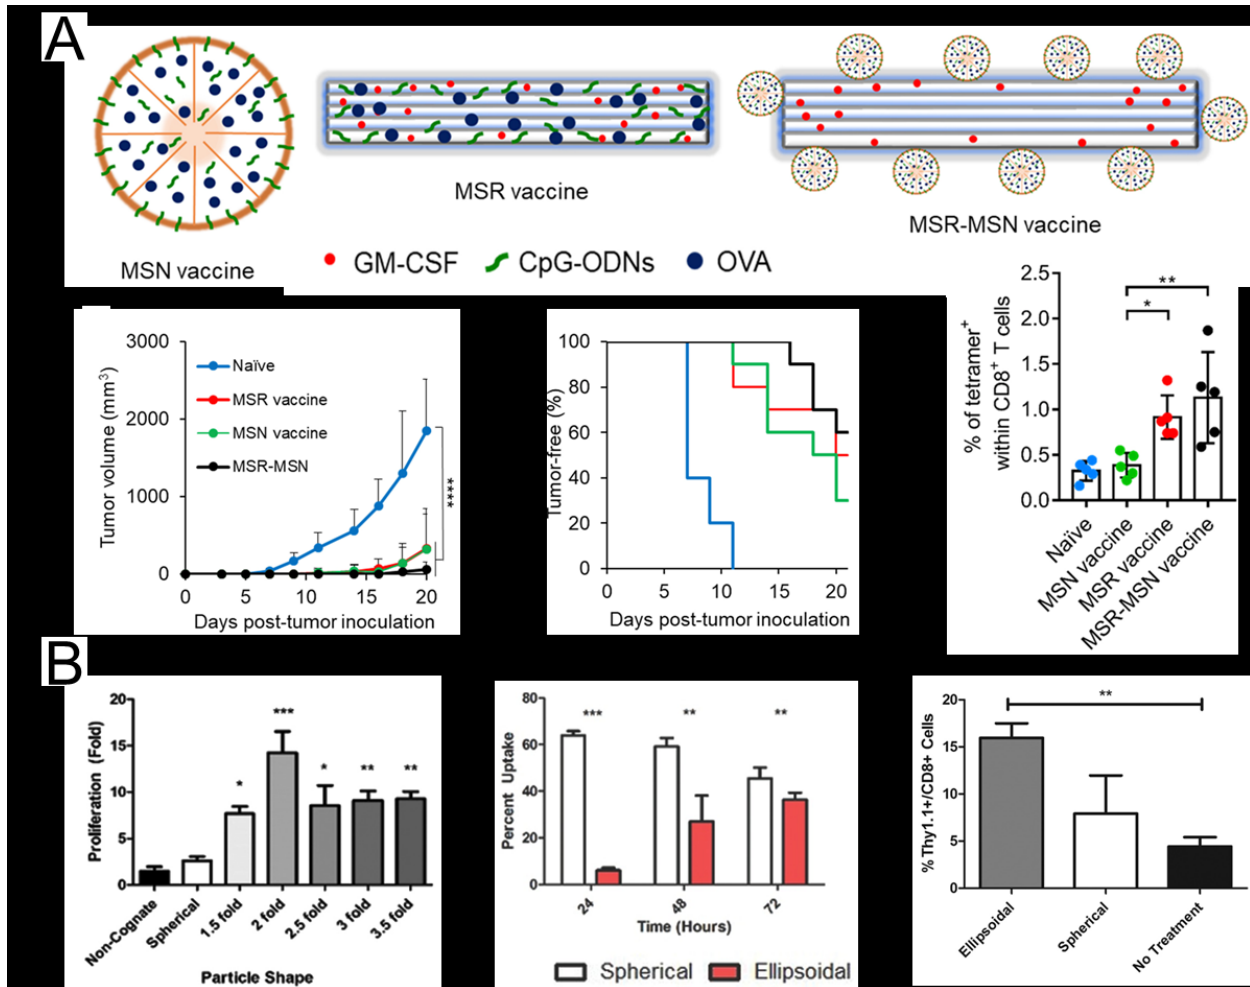 A
MSN vaccine
MSR vaccine
MSR-MSN vaccine
GM-CSF CpG-ODNs OVA
Tumor volume (mm³)
3000
2000
1000
0
Naïve
MSR vaccine
MSN vaccine
MSR-MSN
****
0 5 10 15 20
Days post-tumor inoculation
Tumor-free (%)
100
80
60
40
20
0
0 5 10 15 20
Days post-tumor inoculation
% of tetramer⁺
within CD8⁺ T cells
2.5
2.0
1.5
1.0
0.5
0.0
**
*
Naïve
MSN vaccine
MSR vaccine
MSR-MSN vaccine
B
Proliferation (Fold)
20
15
10
5
0
* *** * ** **
Non-Cognate
Spherical
1.5 fold
2 fold
2.5 fold
3 fold
3.5 fold
Particle Shape
Percent Uptake
80
60
40
20
0
*** ** **
24 48 72
Time (Hours)
Spherical Ellipsoidal
% Thy1.1+/CD8+ Cells
20
15
10
5
0
**
Ellipsoidal
Spherical
No Treatment